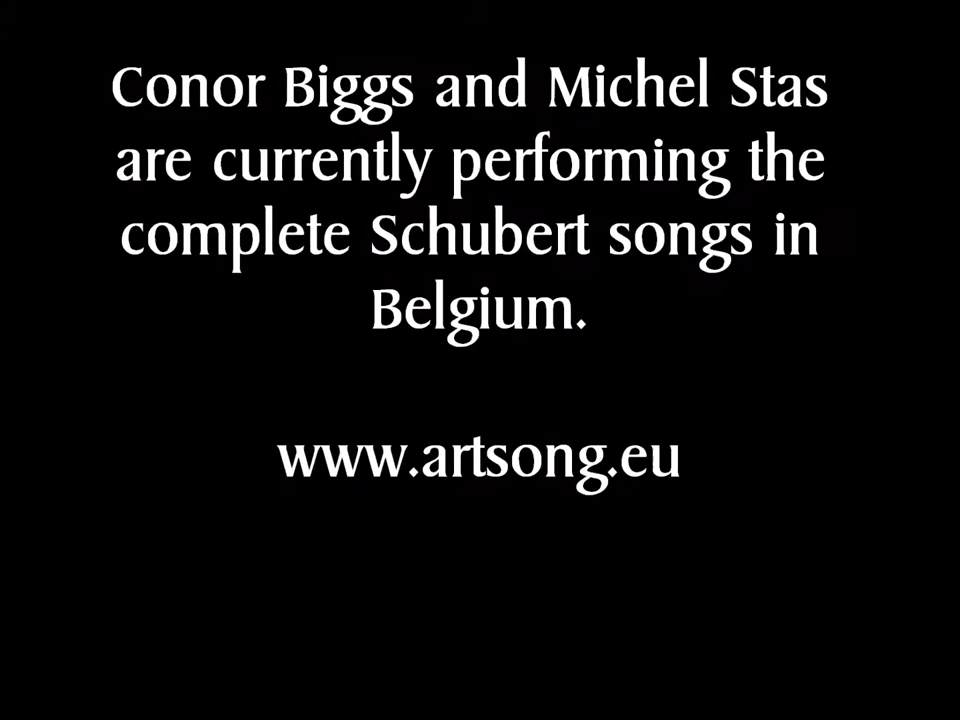 Conor Biggs and Michel Stas
are currently performing the
complete Schubert songs in
Belgium.
www.artsong.eu